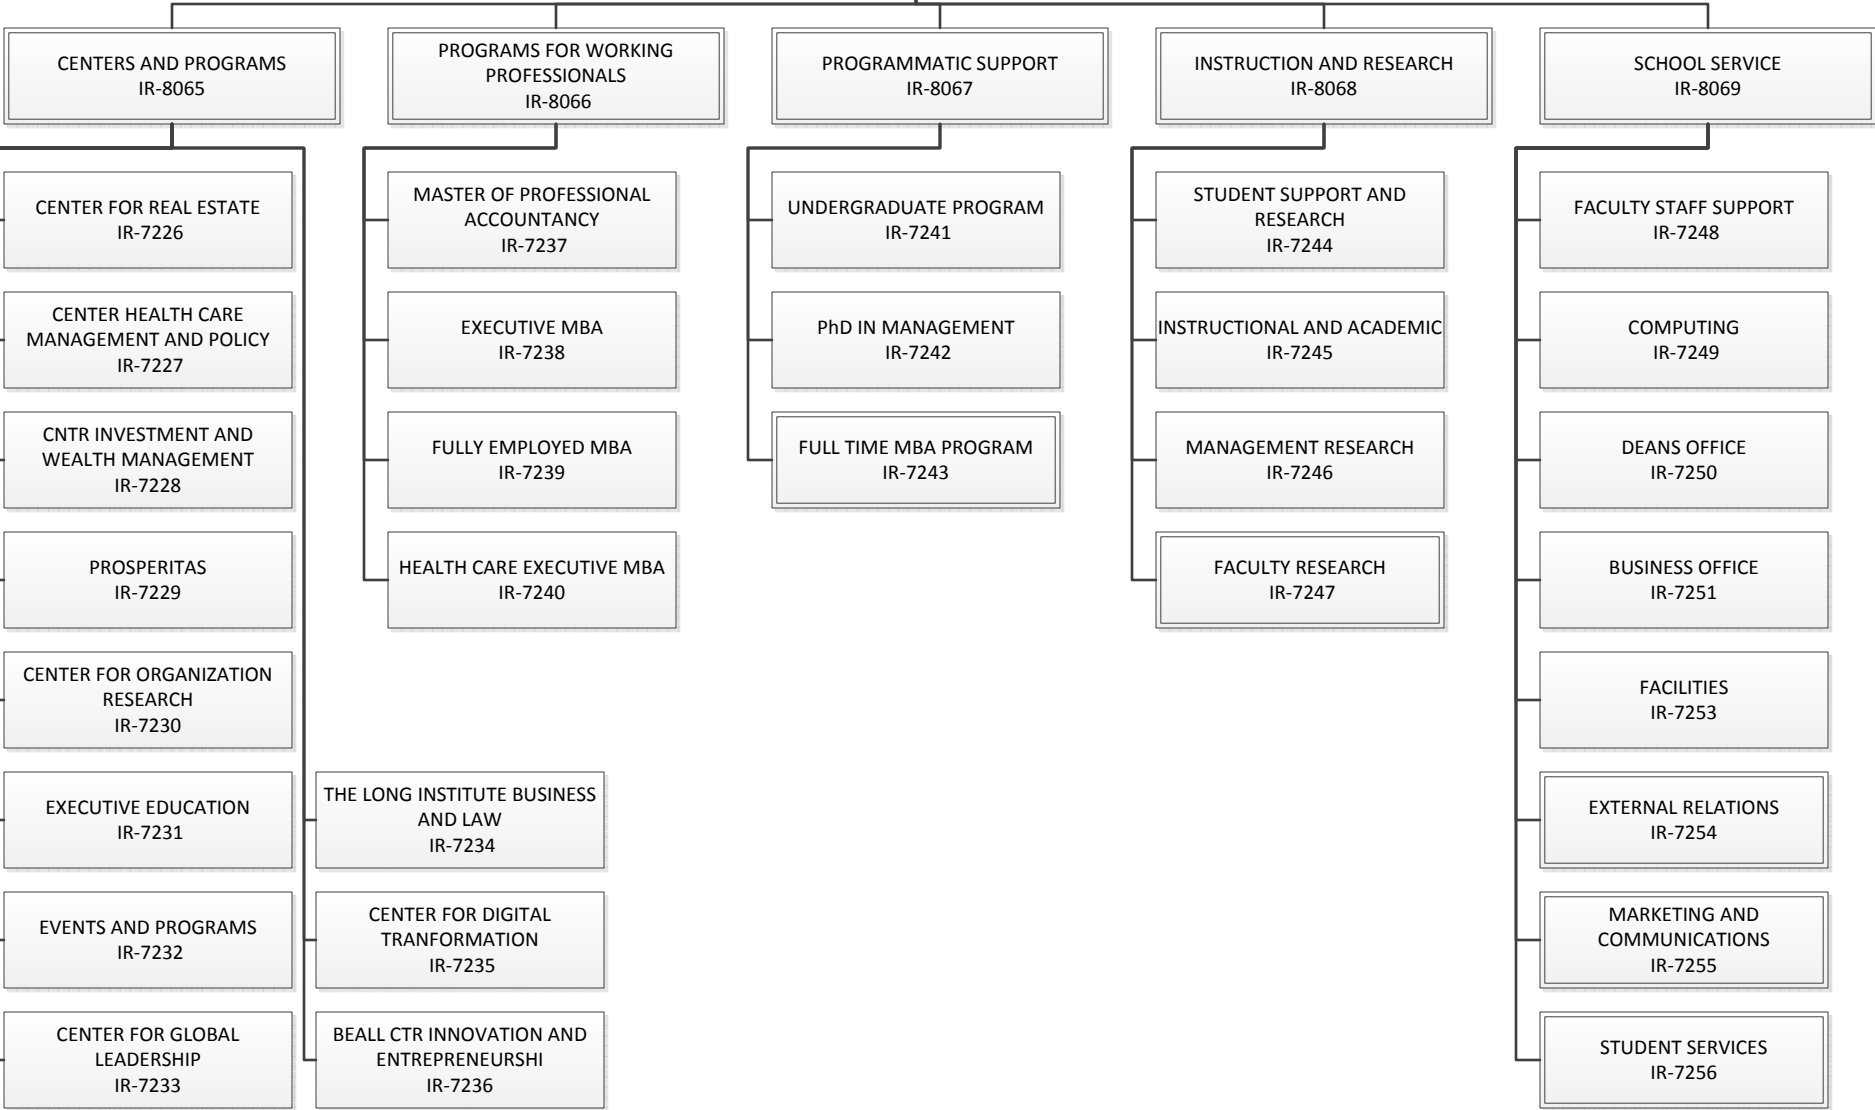 CENTERS AND PROGRAMS
IR-8065
PROGRAMS FOR WORKING
PROFESSIONALS
IR-8066
PROGRAMMATIC SUPPORT
IR-8067
INSTRUCTION AND RESEARCH
IR-8068
SCHOOL SERVICE
IR-8069
CENTER FOR REAL ESTATE
IR-7226
CENTER HEALTH CARE
MANAGEMENT AND POLICY
IR-7227
CNTR INVESTMENT AND
WEALTH MANAGEMENT
IR-7228
PROSPERITAS
IR-7229
CENTER FOR ORGANIZATION
RESEARCH
IR-7230
EXECUTIVE EDUCATION
IR-7231
EVENTS AND PROGRAMS
IR-7232
CENTER FOR GLOBAL
LEADERSHIP
IR-7233
THE LONG INSTITUTE BUSINESS
AND LAW
IR-7234
CENTER FOR DIGITAL
TRANFORMATION
IR-7235
BEALL CTR INNOVATION AND
ENTREPRENEURSHI
IR-7236
MASTER OF PROFESSIONAL
ACCOUNTANCY
IR-7237
EXECUTIVE MBA
IR-7238
FULLY EMPLOYED MBA
IR-7239
HEALTH CARE EXECUTIVE MBA
IR-7240
UNDERGRADUATE PROGRAM
IR-7241
PhD IN MANAGEMENT
IR-7242
FULL TIME MBA PROGRAM
IR-7243
STUDENT SUPPORT AND
RESEARCH
IR-7244
INSTRUCTIONAL AND ACADEMIC
IR-7245
MANAGEMENT RESEARCH
IR-7246
FACULTY RESEARCH
IR-7247
FACULTY STAFF SUPPORT
IR-7248
COMPUTING
IR-7249
DEANS OFFICE
IR-7250
BUSINESS OFFICE
IR-7251
FACILITIES
IR-7253
EXTERNAL RELATIONS
IR-7254
MARKETING AND
COMMUNICATIONS
IR-7255
STUDENT SERVICES
IR-7256